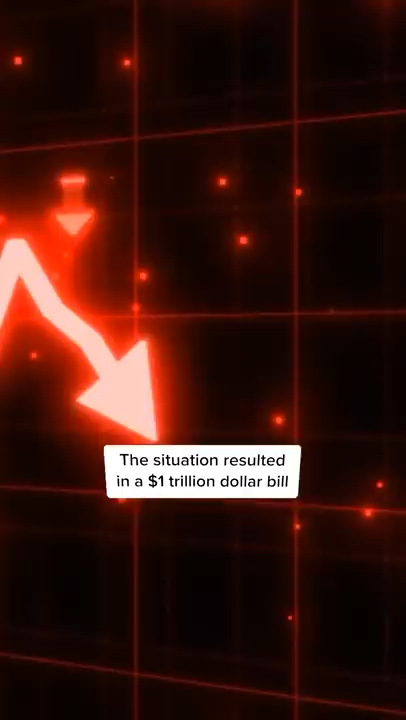 The situation resulted
in a $1 trillion dollar bill